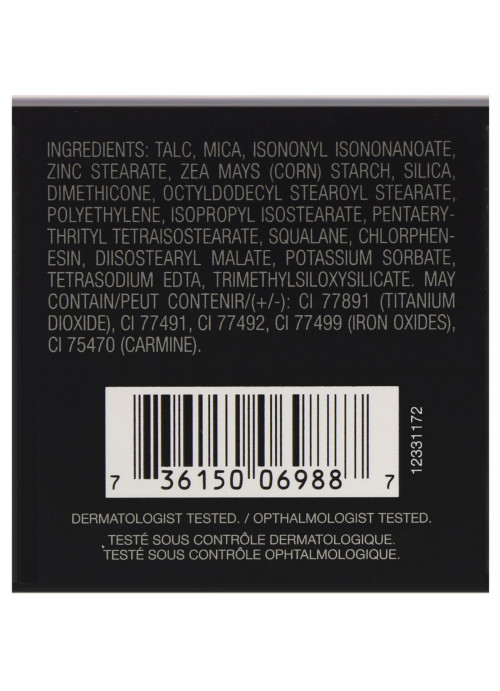 INGREDIENTS: TALC, MICA, ISONONYL ISONONANOATE,
ZINC STEARATE, ZEA MAYS (CORN) STARCH, SILICA,
DIMETHICONE, OCTYLDODECYL STEAROYL STEARATE,
POLYETHYLENE, ISOPROPYL ISOSTEARATE, PENTAERY-
THRITYL TETRAISOSTEARATE, SQUALANE, CHLORPHEN-
ESIN, DIISOSTEARYL MALATE, POTASSIUM SORBATE,
TETRASODIUM EDTA, TRIMETHYLSILOXYSILICATE. MAY
CONTAIN/PEUT CONTENIR/(+/-): CI 77891 (TITANIUM
DIOXIDE), CI 77491, CI 77492, CI 77499 (IRON OXIDES),
CI 75470 (CARMINE).
7 36150 06988 7
12331172
DERMATOLOGIST TESTED. / OPTHALMOLOGIST TESTED.
TESTÉ SOUS CONTRÔLE DERMATOLOGIQUE.
TESTÉ SOUS CONTRÔLE OPHTALMOLOGIQUE.